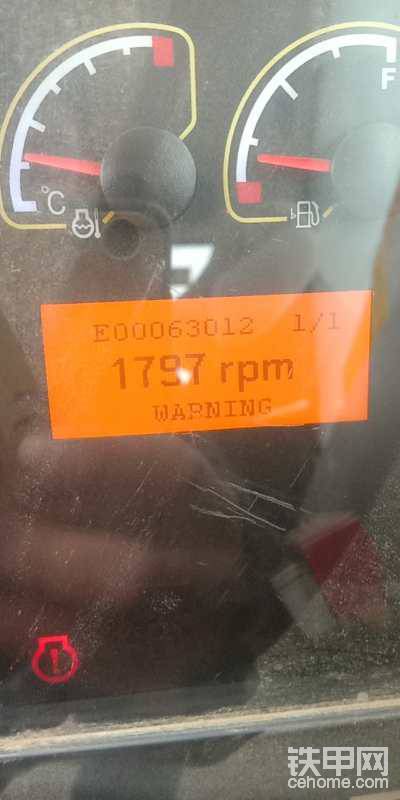 F
°C
E00063012 1/1
1797 rpm
WARNING
铁甲网
cehome.com